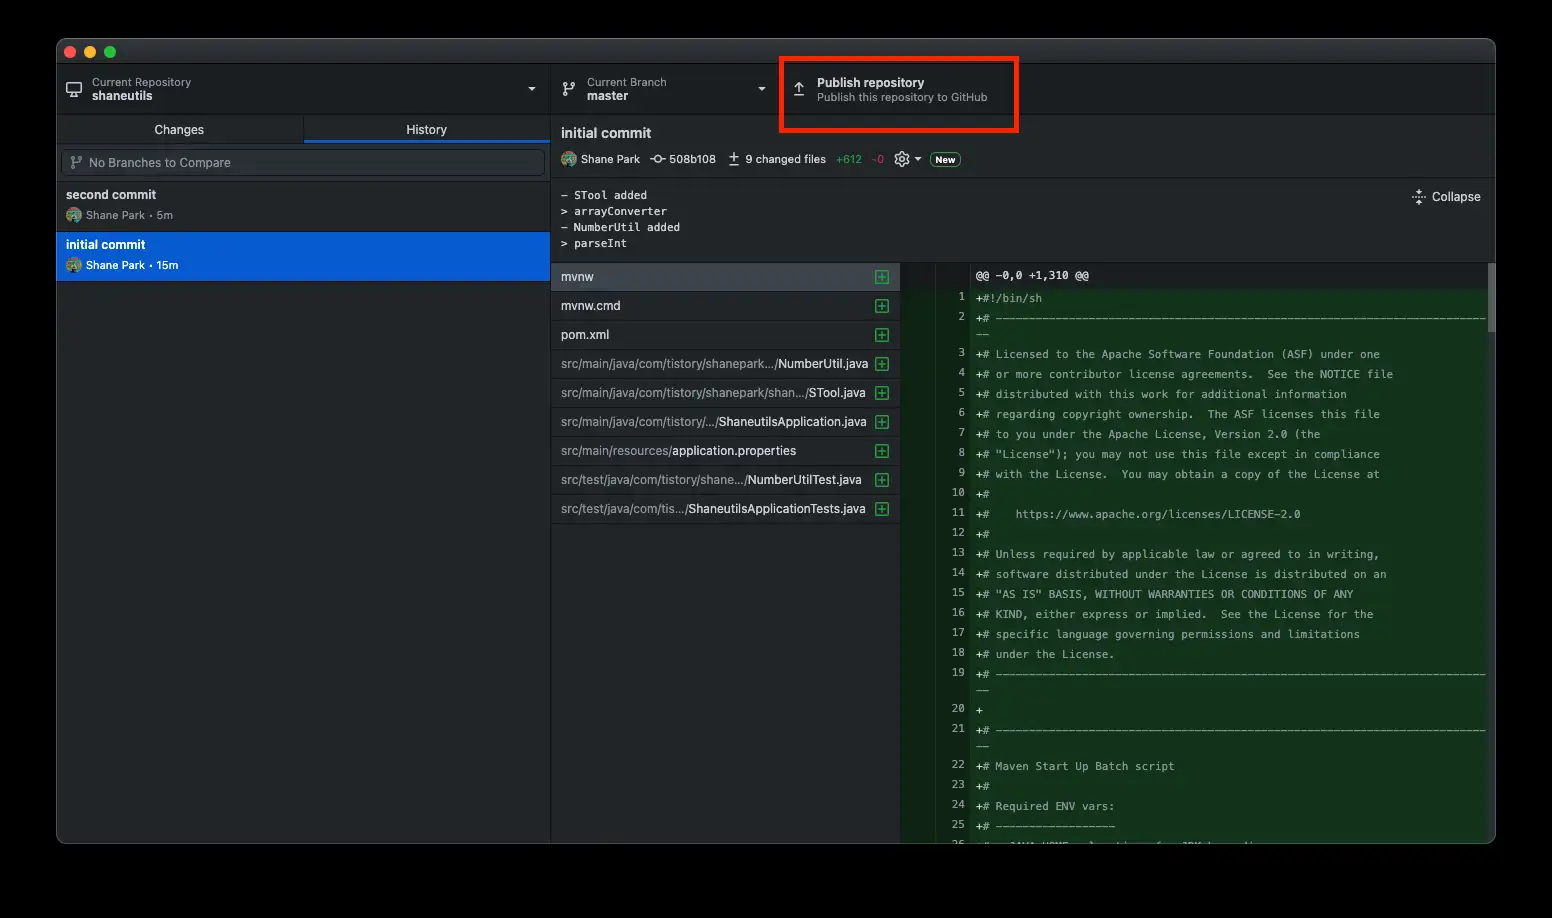 Current Repository
shaneutils
Current Branch
master
Publish repository
Publish this repository to GitHub
Changes
History
No Branches to Compare
second commit
Shane Park • 5m
initial commit
Shane Park • 15m
initial commit
Shane Park 508b108 9 changed files +612 -0 New
- STool added
> arrayConverter
- NumberUtil added
> parseInt
Collapse
mvnw
mvnw.cmd
pom.xml
src/main/java/com/tistory/shanepark.../NumberUtil.java
src/main/java/com/tistory/shanepark/shan.../STool.java
src/main/java/com/tistory/.../ShaneutilsApplication.java
src/main/resources/application.properties
src/test/java/com/tistory/shane.../NumberUtilTest.java
src/test/java/com/tis.../ShaneutilsApplicationTests.java
@@ -0,0 +1,310 @@
1 +#!/bin/sh
2 +# --------------------------------------------------------------------------
--
3 +# Licensed to the Apache Software Foundation (ASF) under one
4 +# or more contributor license agreements.  See the NOTICE file
5 +# distributed with this work for additional information
6 +# regarding copyright ownership.  The ASF licenses this file
7 +# to you under the Apache License, Version 2.0 (the
8 +# "License"); you may not use this file except in compliance
9 +# with the License.  You may obtain a copy of the License at
10 +#
11 +#    https://www.apache.org/licenses/LICENSE-2.0
12 +#
13 +# Unless required by applicable law or agreed to in writing,
14 +# software distributed under the License is distributed on an
15 +# "AS IS" BASIS, WITHOUT WARRANTIES OR CONDITIONS OF ANY
16 +# KIND, either express or implied.  See the License for the
17 +# specific language governing permissions and limitations
18 +# under the License.
19 +# --------------------------------------------------------------------------
--
20 +
21 +# --------------------------------------------------------------------------
--
22 +# Maven Start Up Batch script
23 +#
24 +# Required ENV vars:
25 +# ------------------